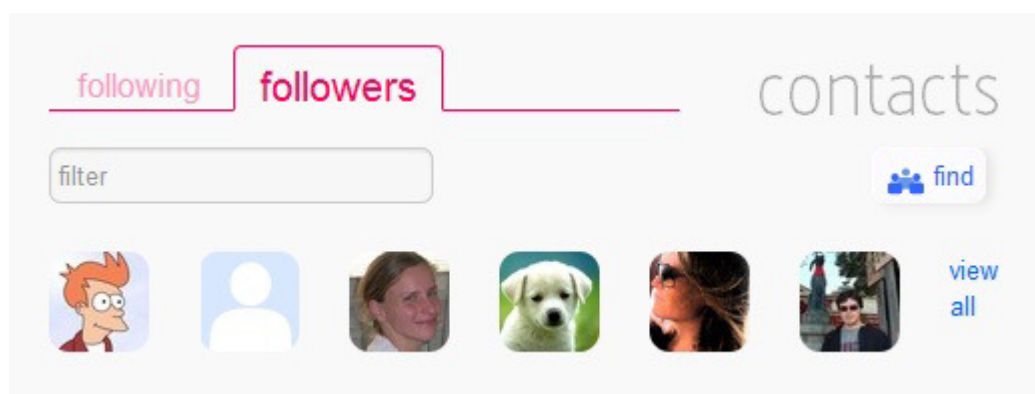 following
followers
contacts
filter
find
view
all